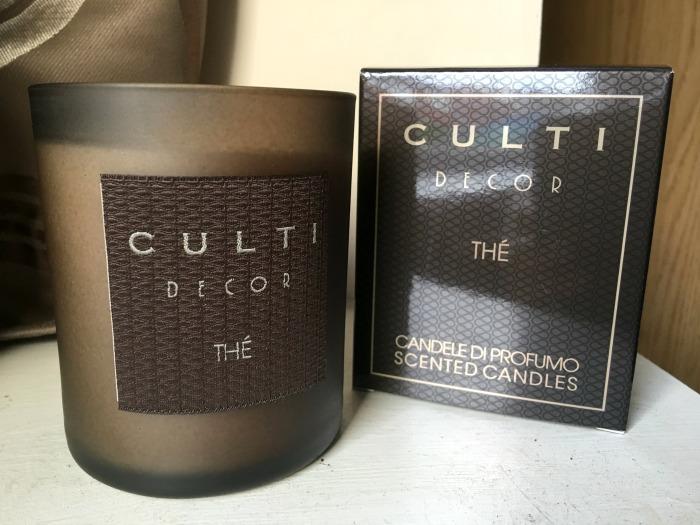 CULTI
DECOR
THÉ
CULTI
DECOR
THÉ
CANDELE DI PROFUMO
SCENTED CANDLES